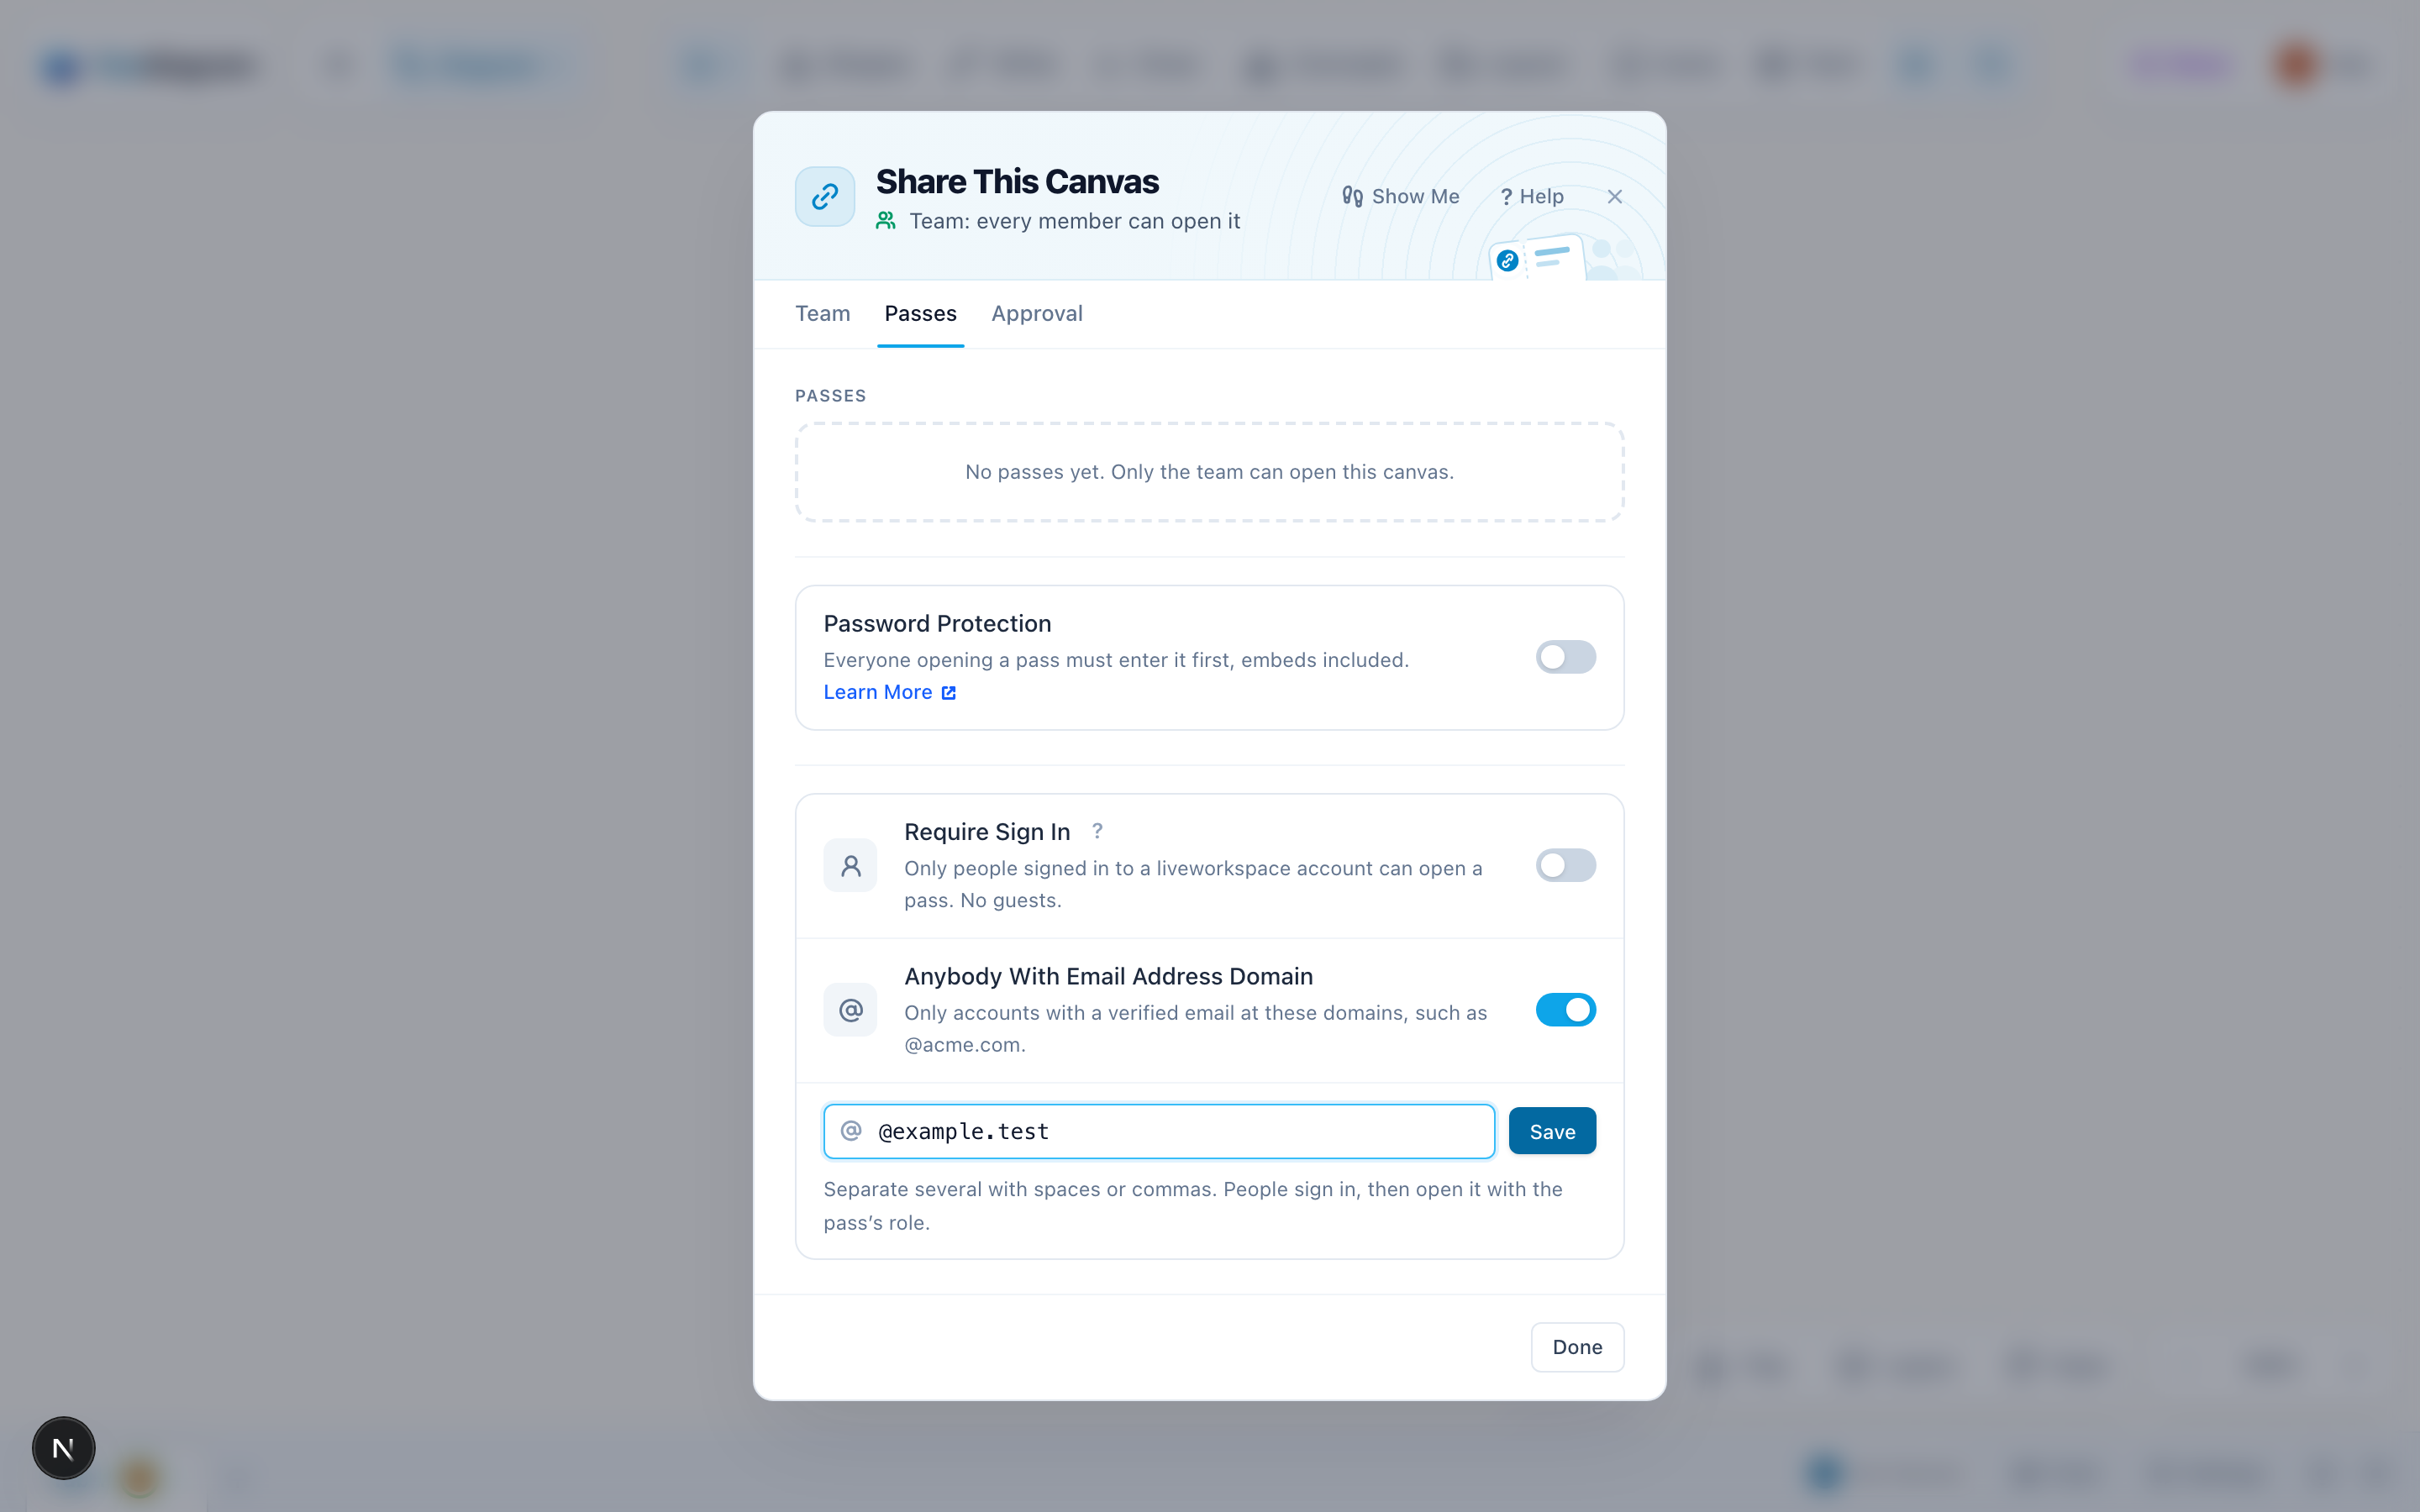 Share This Canvas
Team: every member can open it
Show Me
? Help
Team
Passes
Approval
PASSES
No passes yet. Only the team can open this canvas.
Password Protection
Everyone opening a pass must enter it first, embeds included.
Learn More
Require Sign In ?
Only people signed in to a liveworkspace account can open a
pass. No guests.
Anybody With Email Address Domain
Only accounts with a verified email at these domains, such as
@acme.com.
@ @example.test
Save
Separate several with spaces or commas. People sign in, then open it with the
pass’s role.
Done
N